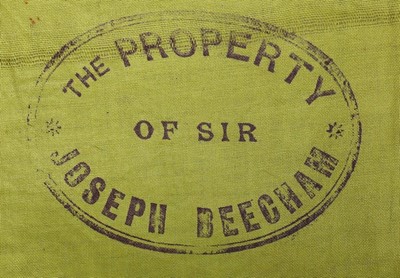 THE PROPERTY
OF SIR
JOSEPH BEECHAM